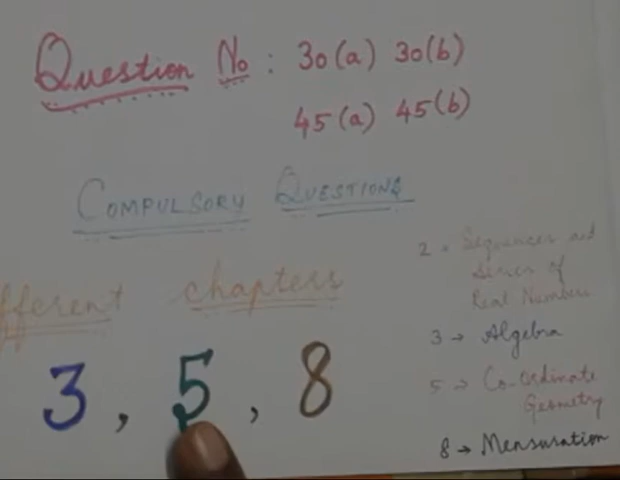 Question No : 30(a) 30(b)
45(a) 45(b)
COMPULSORY QUESTIONS
fferent chapters
3, 5, 8
2 → Sequences and
Series of
Real Numbers
3 → Algebra
5 → Co-ordinate
Geometry
8 → Mensuration